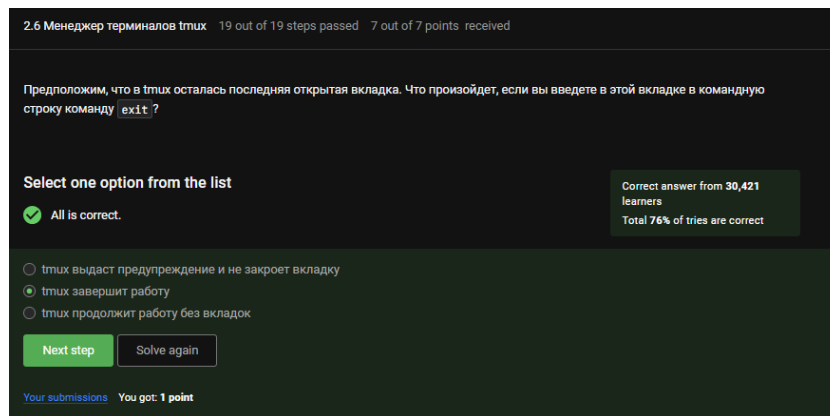 2.6 Менеджер терминалов tmux 19 out of 19 steps passed 7 out of 7 points received
Предположим, что в tmux осталась последняя открытая вкладка. Что произойдет, если вы введете в этой вкладке в командную
строку команду exit ?
Select one option from the list
All is correct.
Correct answer from 30,421
learners
Total 76% of tries are correct
tmux выдаст предупреждение и не закроет вкладку
tmux завершит работу
tmux продолжит работу без вкладок
Next step Solve again
Your submissions You got: 1 point